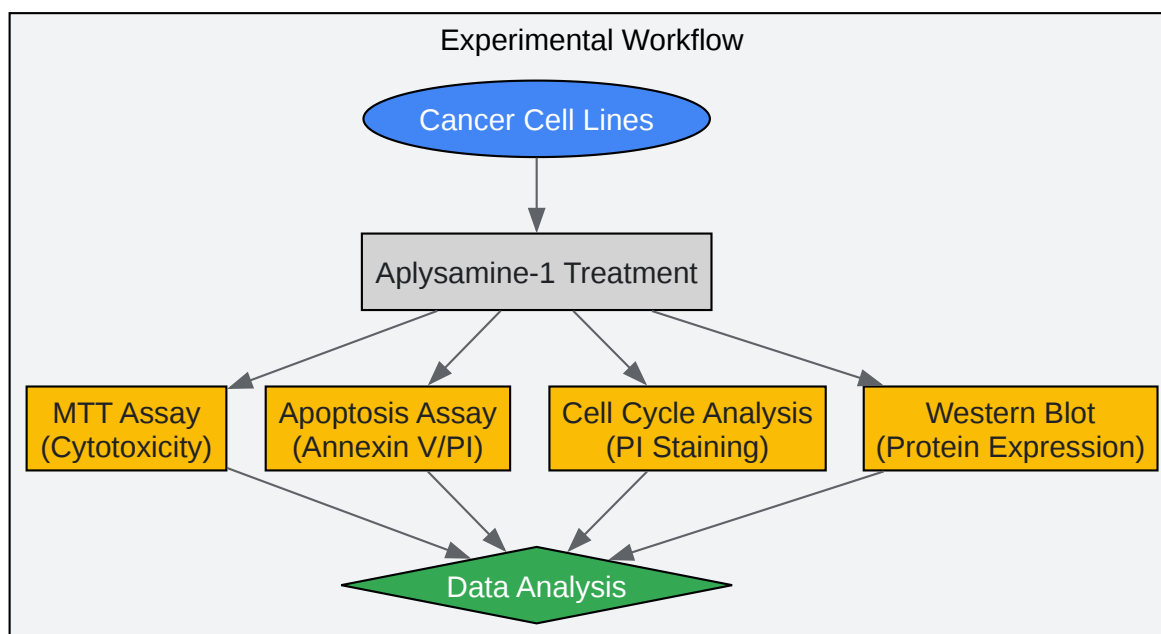 Experimental Workflow
Cancer Cell Lines
Aplysamine-1 Treatment
MTT Assay
(Cytotoxicity)
Apoptosis Assay
(Annexin V/PI)
Cell Cycle Analysis
(PI Staining)
Western Blot
(Protein Expression)
Data Analysis